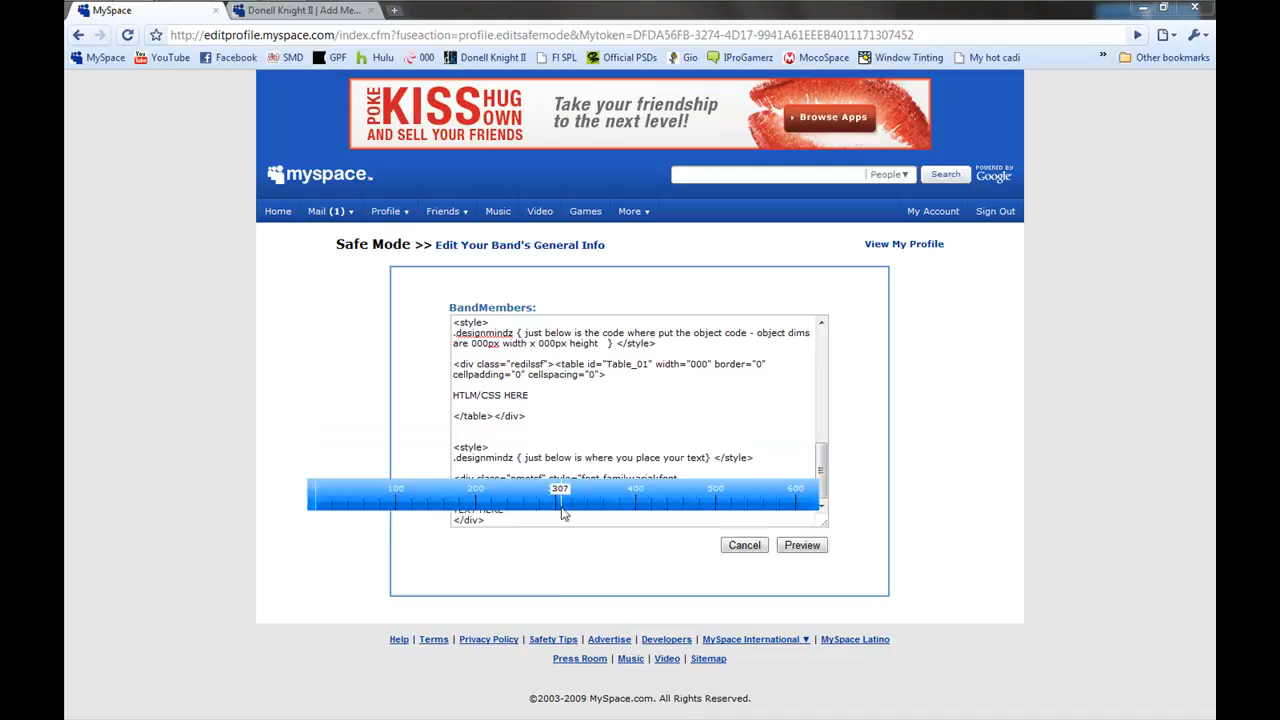 MySpace
Donell Knight II | Add Me...
http://editprofile.myspace.com/index.cfm?fuseaction=profile.editsafemode&Mytoken=DFDA56FB-3274-4D17-9941A61EEEB4011171307452
MySpace YouTube Facebook SMD GPF Hulu 000 Donell Knight II FI SPL Official PSDs Gio IProGamerz MocoSpace Window Tinting My hot cadi » Other bookmarks
POKE KISS HUG OWN AND SELL YOUR FRIENDS
Take your friendship
to the next level!
Browse Apps
myspace.
People▼ Search POWERED BY Google
Home Mail (1) ▾ Profile ▾ Friends ▾ Music Video Games More ▾ My Account Sign Out
Safe Mode >> Edit Your Band's General Info View My Profile
BandMembers:
<style>
.designmindz { just below is the code where put the object code - object dims
are 000px width x 000px height   } </style>
<div class="redilssf"><table id="Table_01" width="000" border="0"
cellpadding="0" cellspacing="0">
HTLM/CSS HERE
</table></div>
<style>
.designmindz { just below is where you place your text} </style>
100 200 307 400 500 600
TEXT HERE
</div>
Cancel Preview
Help | Terms | Privacy Policy | Safety Tips | Advertise | Developers | MySpace International ▼ | MySpace Latino
Press Room | Music | Video | Sitemap
©2003-2009 MySpace.com. All Rights Reserved.